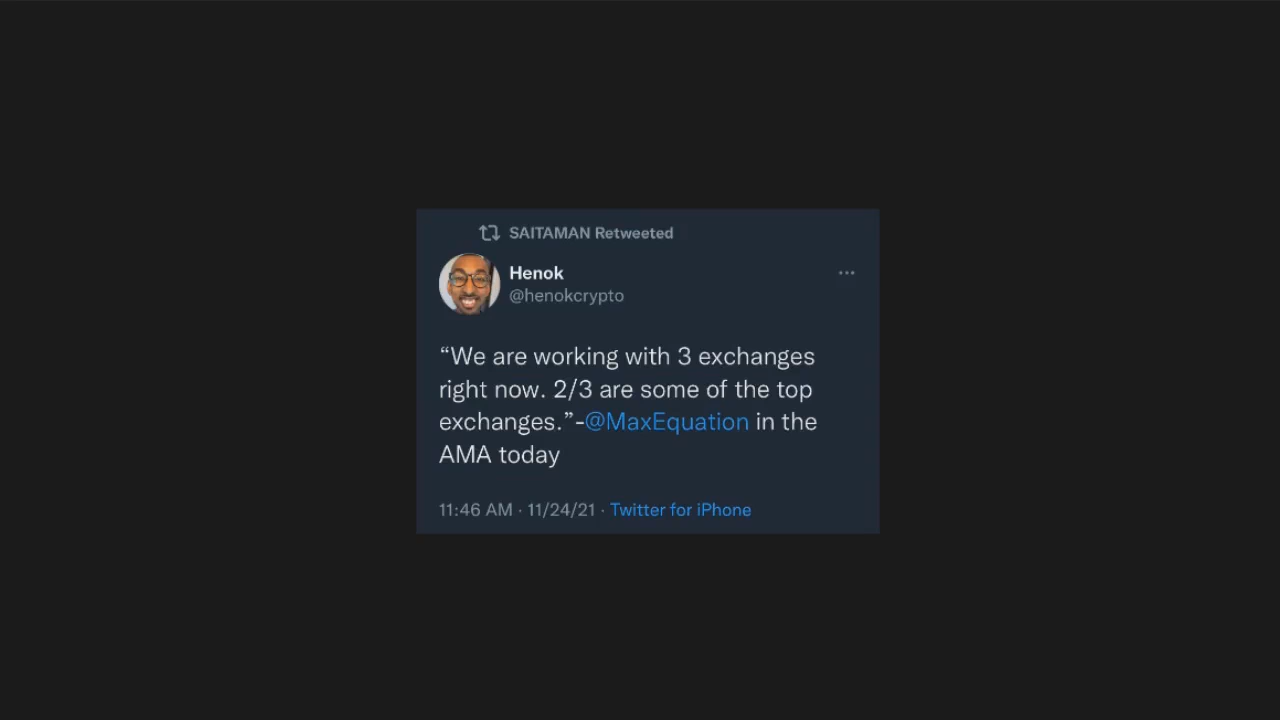 SAITAMAN Retweeted
Henok
@henokcrypto
“We are working with 3 exchanges
right now. 2/3 are some of the top
exchanges.”-@MaxEquation in the
AMA today
11:46 AM · 11/24/21 · Twitter for iPhone